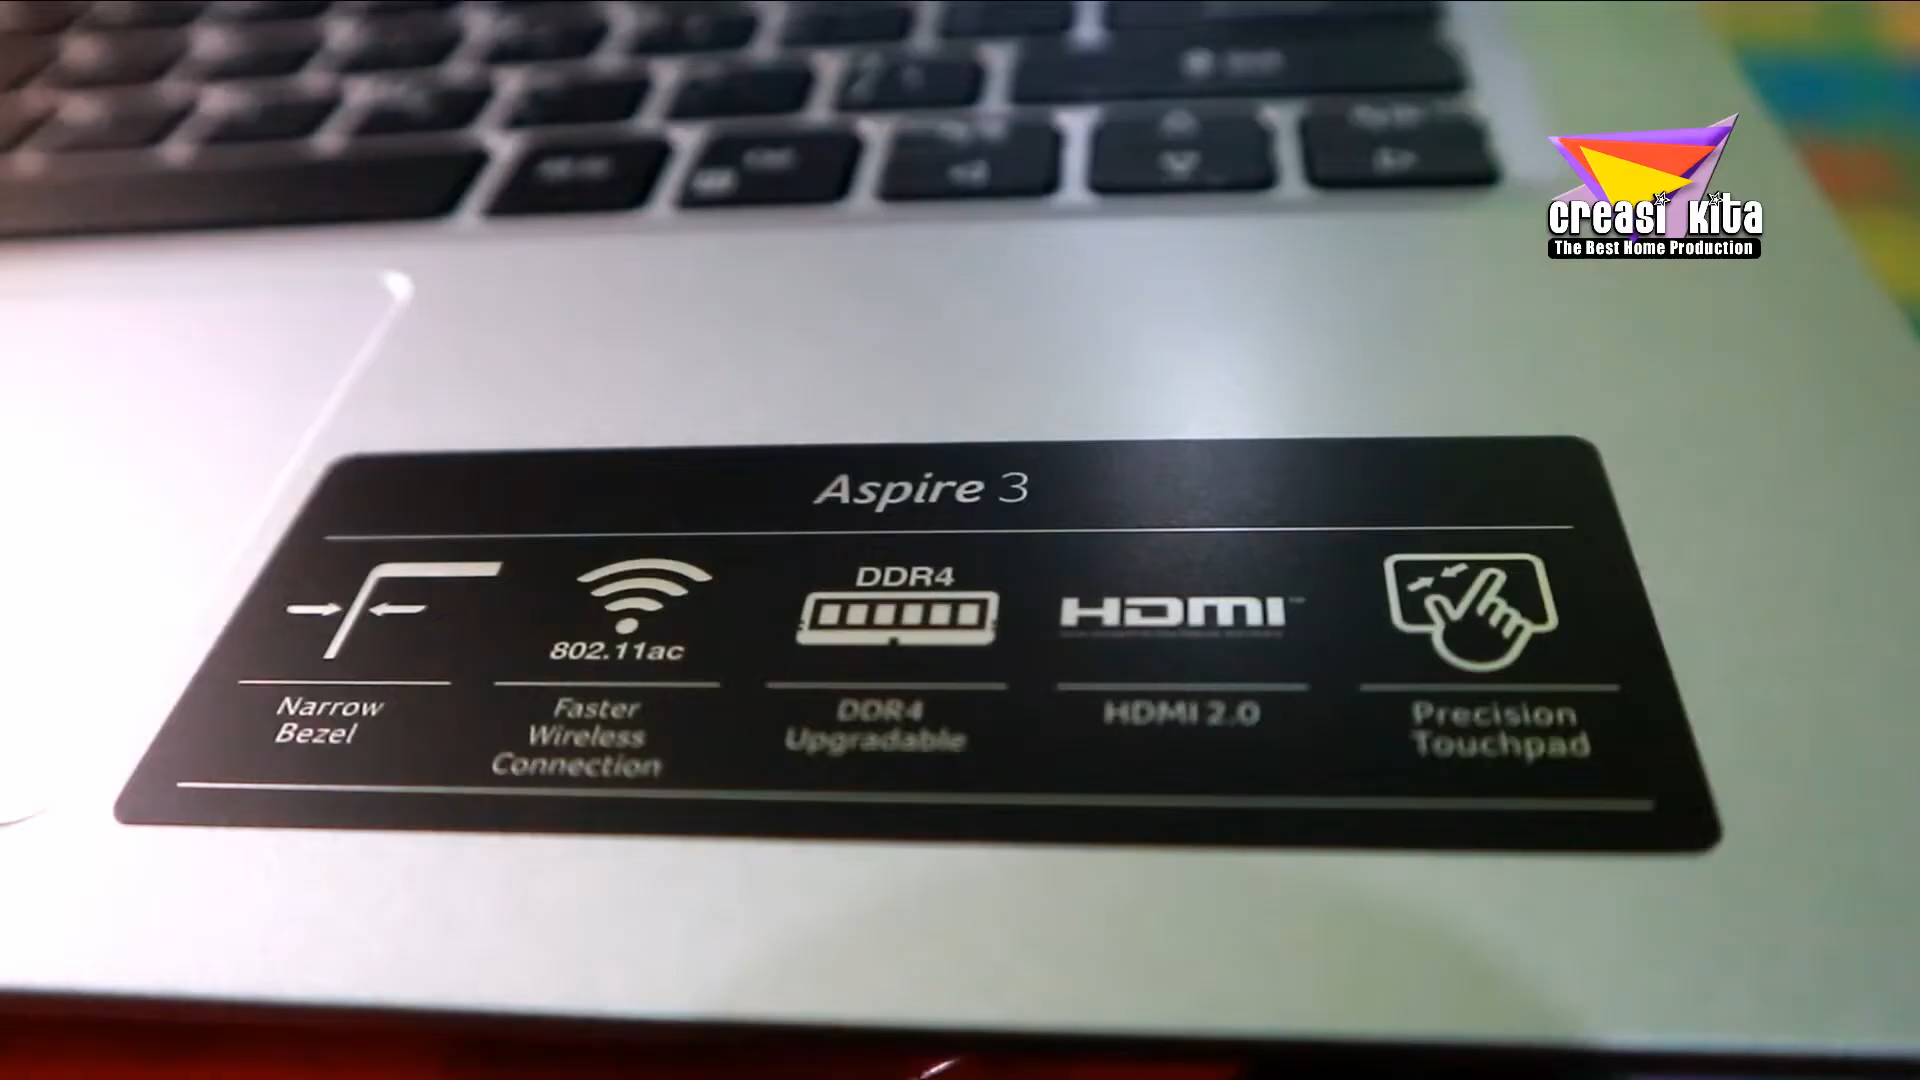 creasi kita
The Best Home Production
Aspire 3
DDR4
802.11ac
HDMI™
Narrow
Bezel
Faster
Wireless
Connection
DDR4
Upgradable
HDMI 2.0
Precision
Touchpad